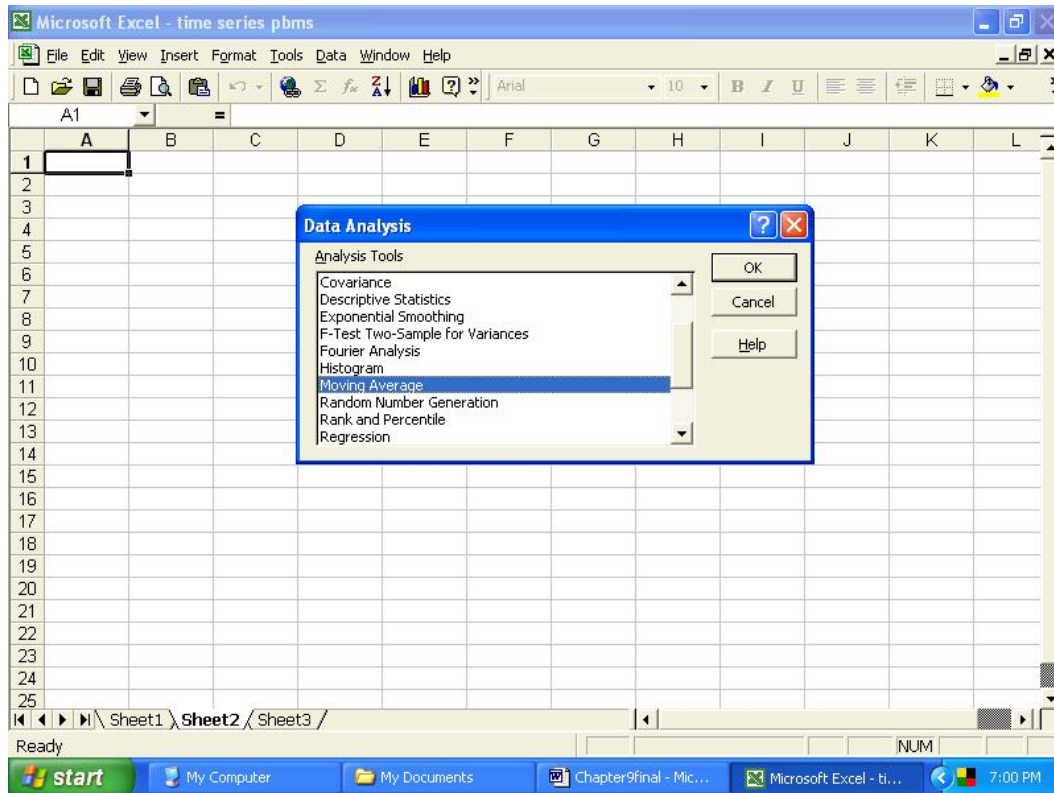 Microsoft Excel - time series pbms
File Edit View Insert Format Tools Data Window Help
Arial 10 B I U
A1 =
A B C D E F G H I J K L
1
2
3
4
5
6
7
8
9
10
11
12
13
14
15
16
17
18
19
20
21
22
23
24
25
Data Analysis
Analysis Tools
Covariance
Descriptive Statistics
Exponential Smoothing
F-Test Two-Sample for Variances
Fourier Analysis
Histogram
Moving Average
Random Number Generation
Rank and Percentile
Regression
OK
Cancel
Help
Sheet1 Sheet2 Sheet3
Ready NUM
start My Computer My Documents Chapter9final - Mic... Microsoft Excel - ti... 7:00 PM